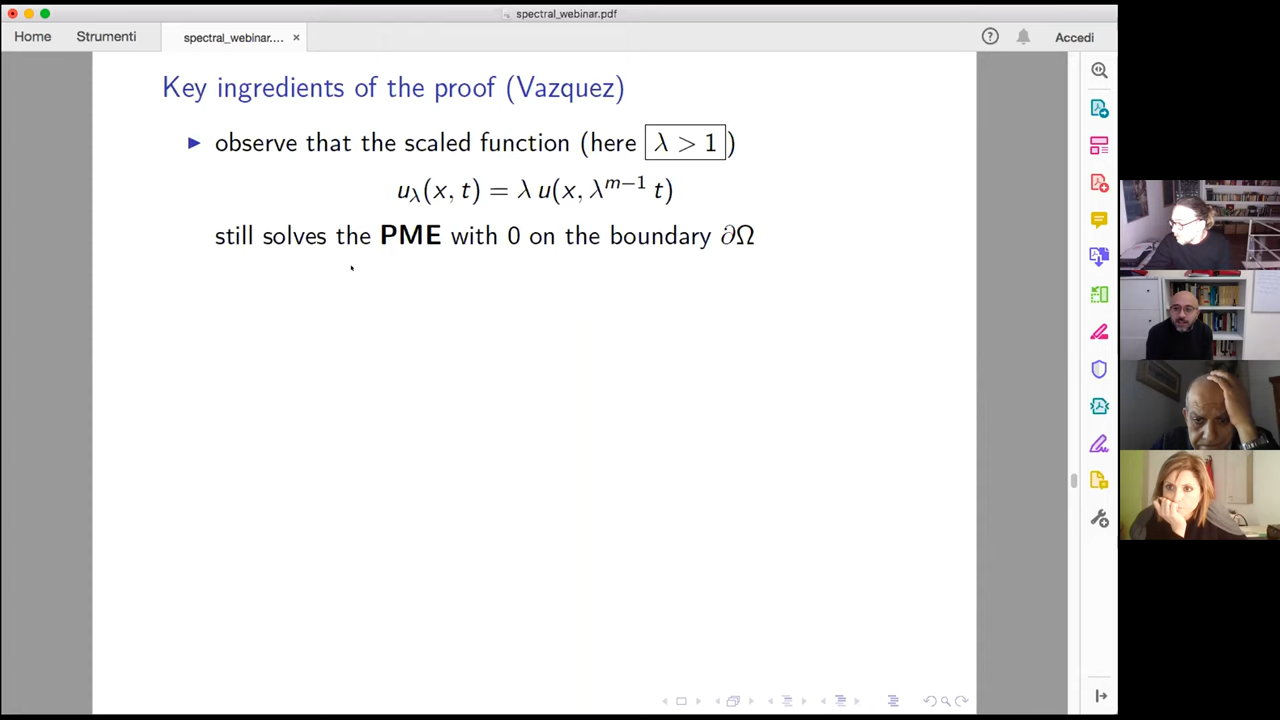 spectral_webinar.pdf
Home Strumenti spectral_webinar.... × Accedi
Key ingredients of the proof (Vazquez)
▶ observe that the scaled function (here λ > 1)
u_λ(x, t) = λ u(x, λ^{m−1} t)
still solves the PME with 0 on the boundary ∂Ω